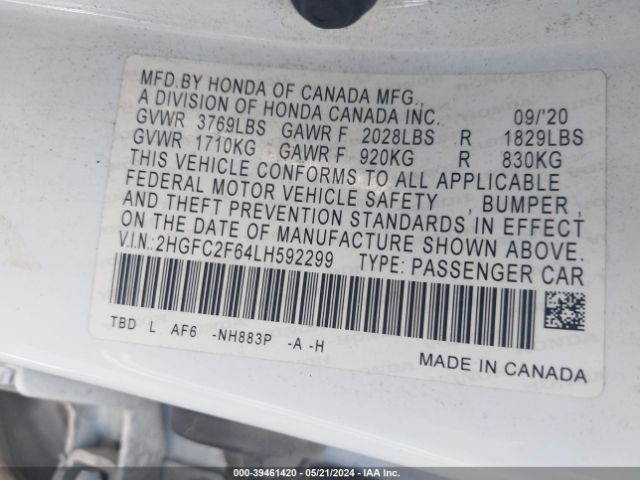 MFD.BY HONDA OF CANADA MFG.,
A DIVISION OF HONDA CANADA INC. 09/'20
GVWR 3769LBS GAWR F 2028LBS R 1829LBS
GVWR 1710KG GAWR F 920KG R 830KG
THIS VEHICLE CONFORMS TO ALL APPLICABLE
FEDERAL MOTOR VEHICLE SAFETY , BUMPER ,
AND THEFT PREVENTION STANDARDS IN EFFECT
ON THE DATE OF MANUFACTURE SHOWN ABOVE.
V.I.N.: 2HGFC2F64LH592299 TYPE: PASSENGER CAR
TBD L AF6 -NH883P -A -H
MADE IN CANADA
000-39461420 - 05/21/2024 - IAA Inc.